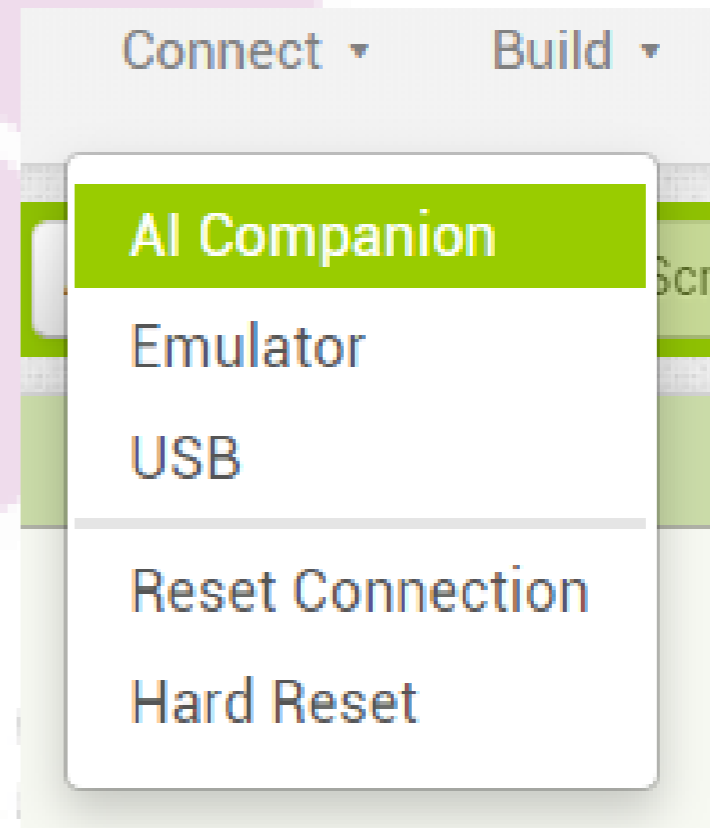 Connect Build
AI Companion
Emulator
USB
Reset Connection
Hard Reset